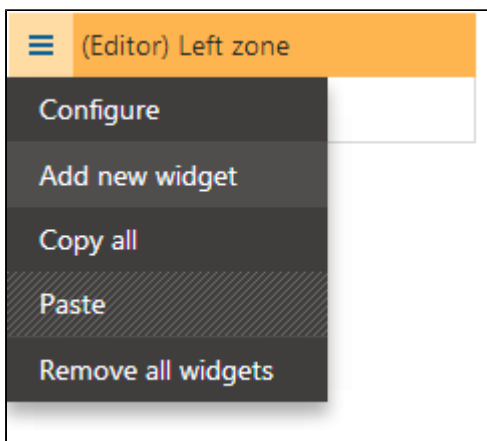 (Editor) Left zone
Configure
Add new widget
Copy all
Paste
Remove all widgets